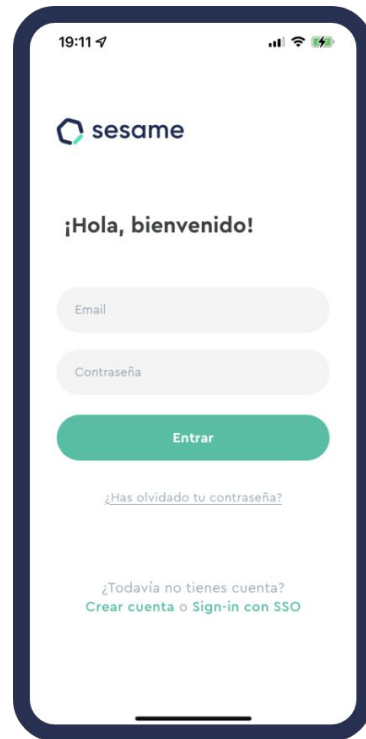 19:11
sesame
¡Hola, bienvenido!
Email
Contraseña
Entrar
¿Has olvidado tu contraseña?
¿Todavía no tienes cuenta?
Crear cuenta o Sign-in con SSO